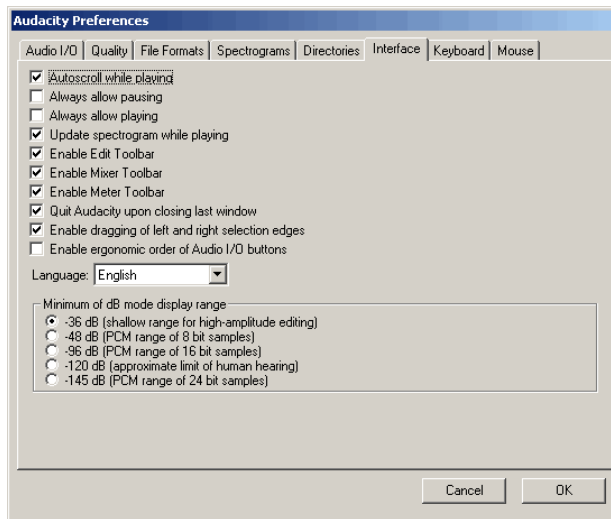 Audacity Preferences
Audio I/O Quality File Formats Spectrograms Directories Interface Keyboard Mouse
Autoscroll while playing
Always allow pausing
Always allow playing
Update spectrogram while playing
Enable Edit Toolbar
Enable Mixer Toolbar
Enable Meter Toolbar
Quit Audacity upon closing last window
Enable dragging of left and right selection edges
Enable ergonomic order of Audio I/O buttons
Language: English
Minimum of dB mode display range
-36 dB (shallow range for high-amplitude editing)
-48 dB (PCM range of 8 bit samples)
-96 dB (PCM range of 16 bit samples)
-120 dB (approximate limit of human hearing)
-145 dB (PCM range of 24 bit samples)
Cancel OK